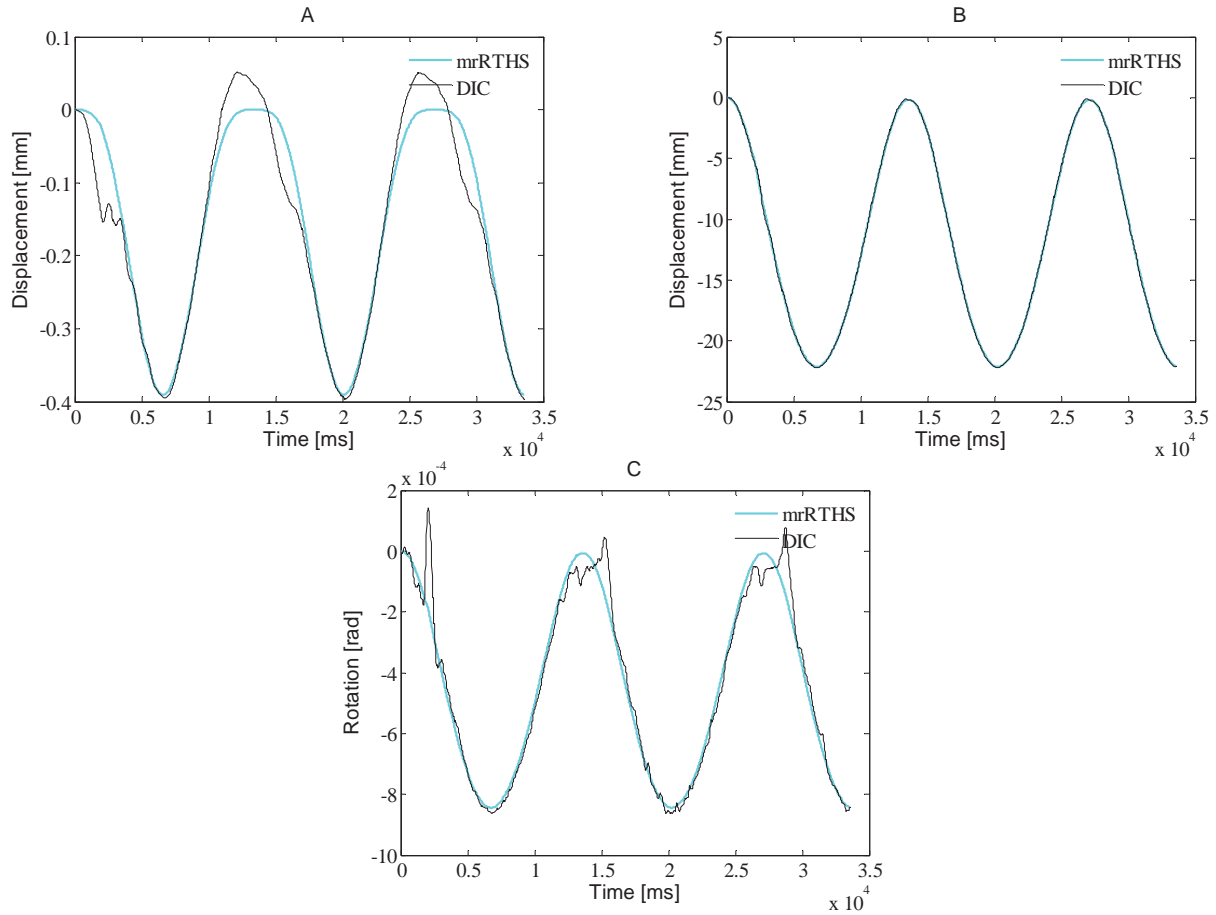 A
0.1
0
-0.1
-0.2
-0.3
-0.4
Displacement [mm]
mrRTHS
DIC
0 0.5 1 1.5 2 2.5 3 3.5
Time [ms]
x 10^4
B
5
0
-5
-10
-15
-20
-25
Displacement [mm]
mrRTHS
DIC
0 0.5 1 1.5 2 2.5 3 3.5
Time [ms]
x 10^4
C
x 10^-4
2
0
-2
-4
-6
-8
-10
Rotation [rad]
mrRTHS
DIC
0 0.5 1 1.5 2 2.5 3 3.5
Time [ms]
x 10^4